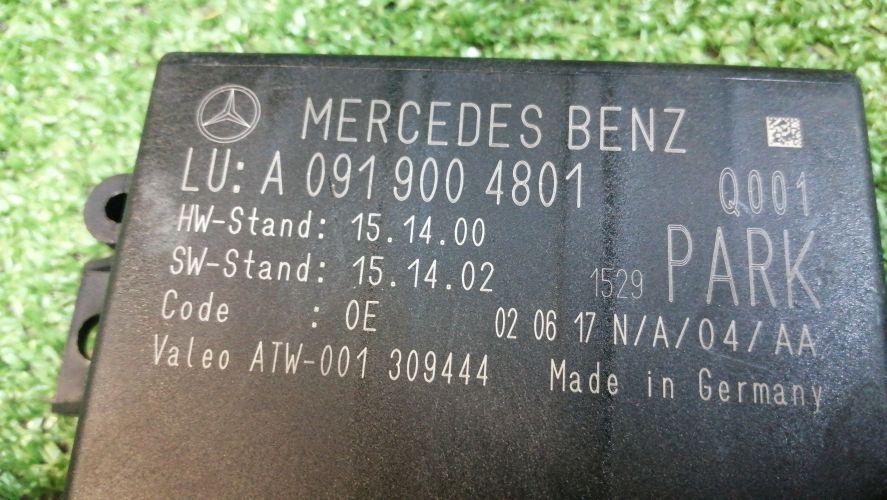 MERCEDES BENZ
LU: A 091 900 4801 Q001
HW-Stand: 15.14.00
SW-Stand: 15.14.02 1529 PARK
Code : 0E 02 06 17 N/A/04/AA
Valeo ATW-001 309444 Made in Germany